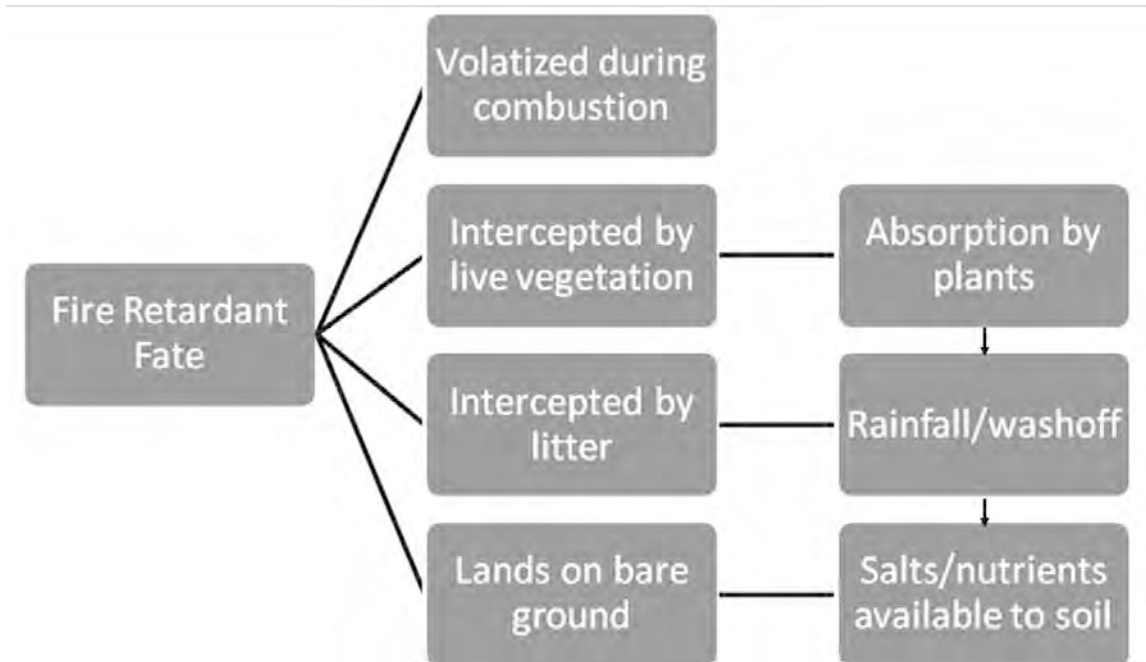 Volatized during
combustion
Intercepted by
live vegetation
Absorption by
plants
Fire Retardant
Fate
Intercepted by
litter
Rainfall/washoff
Lands on bare
ground
Salts/nutrients
available to soil